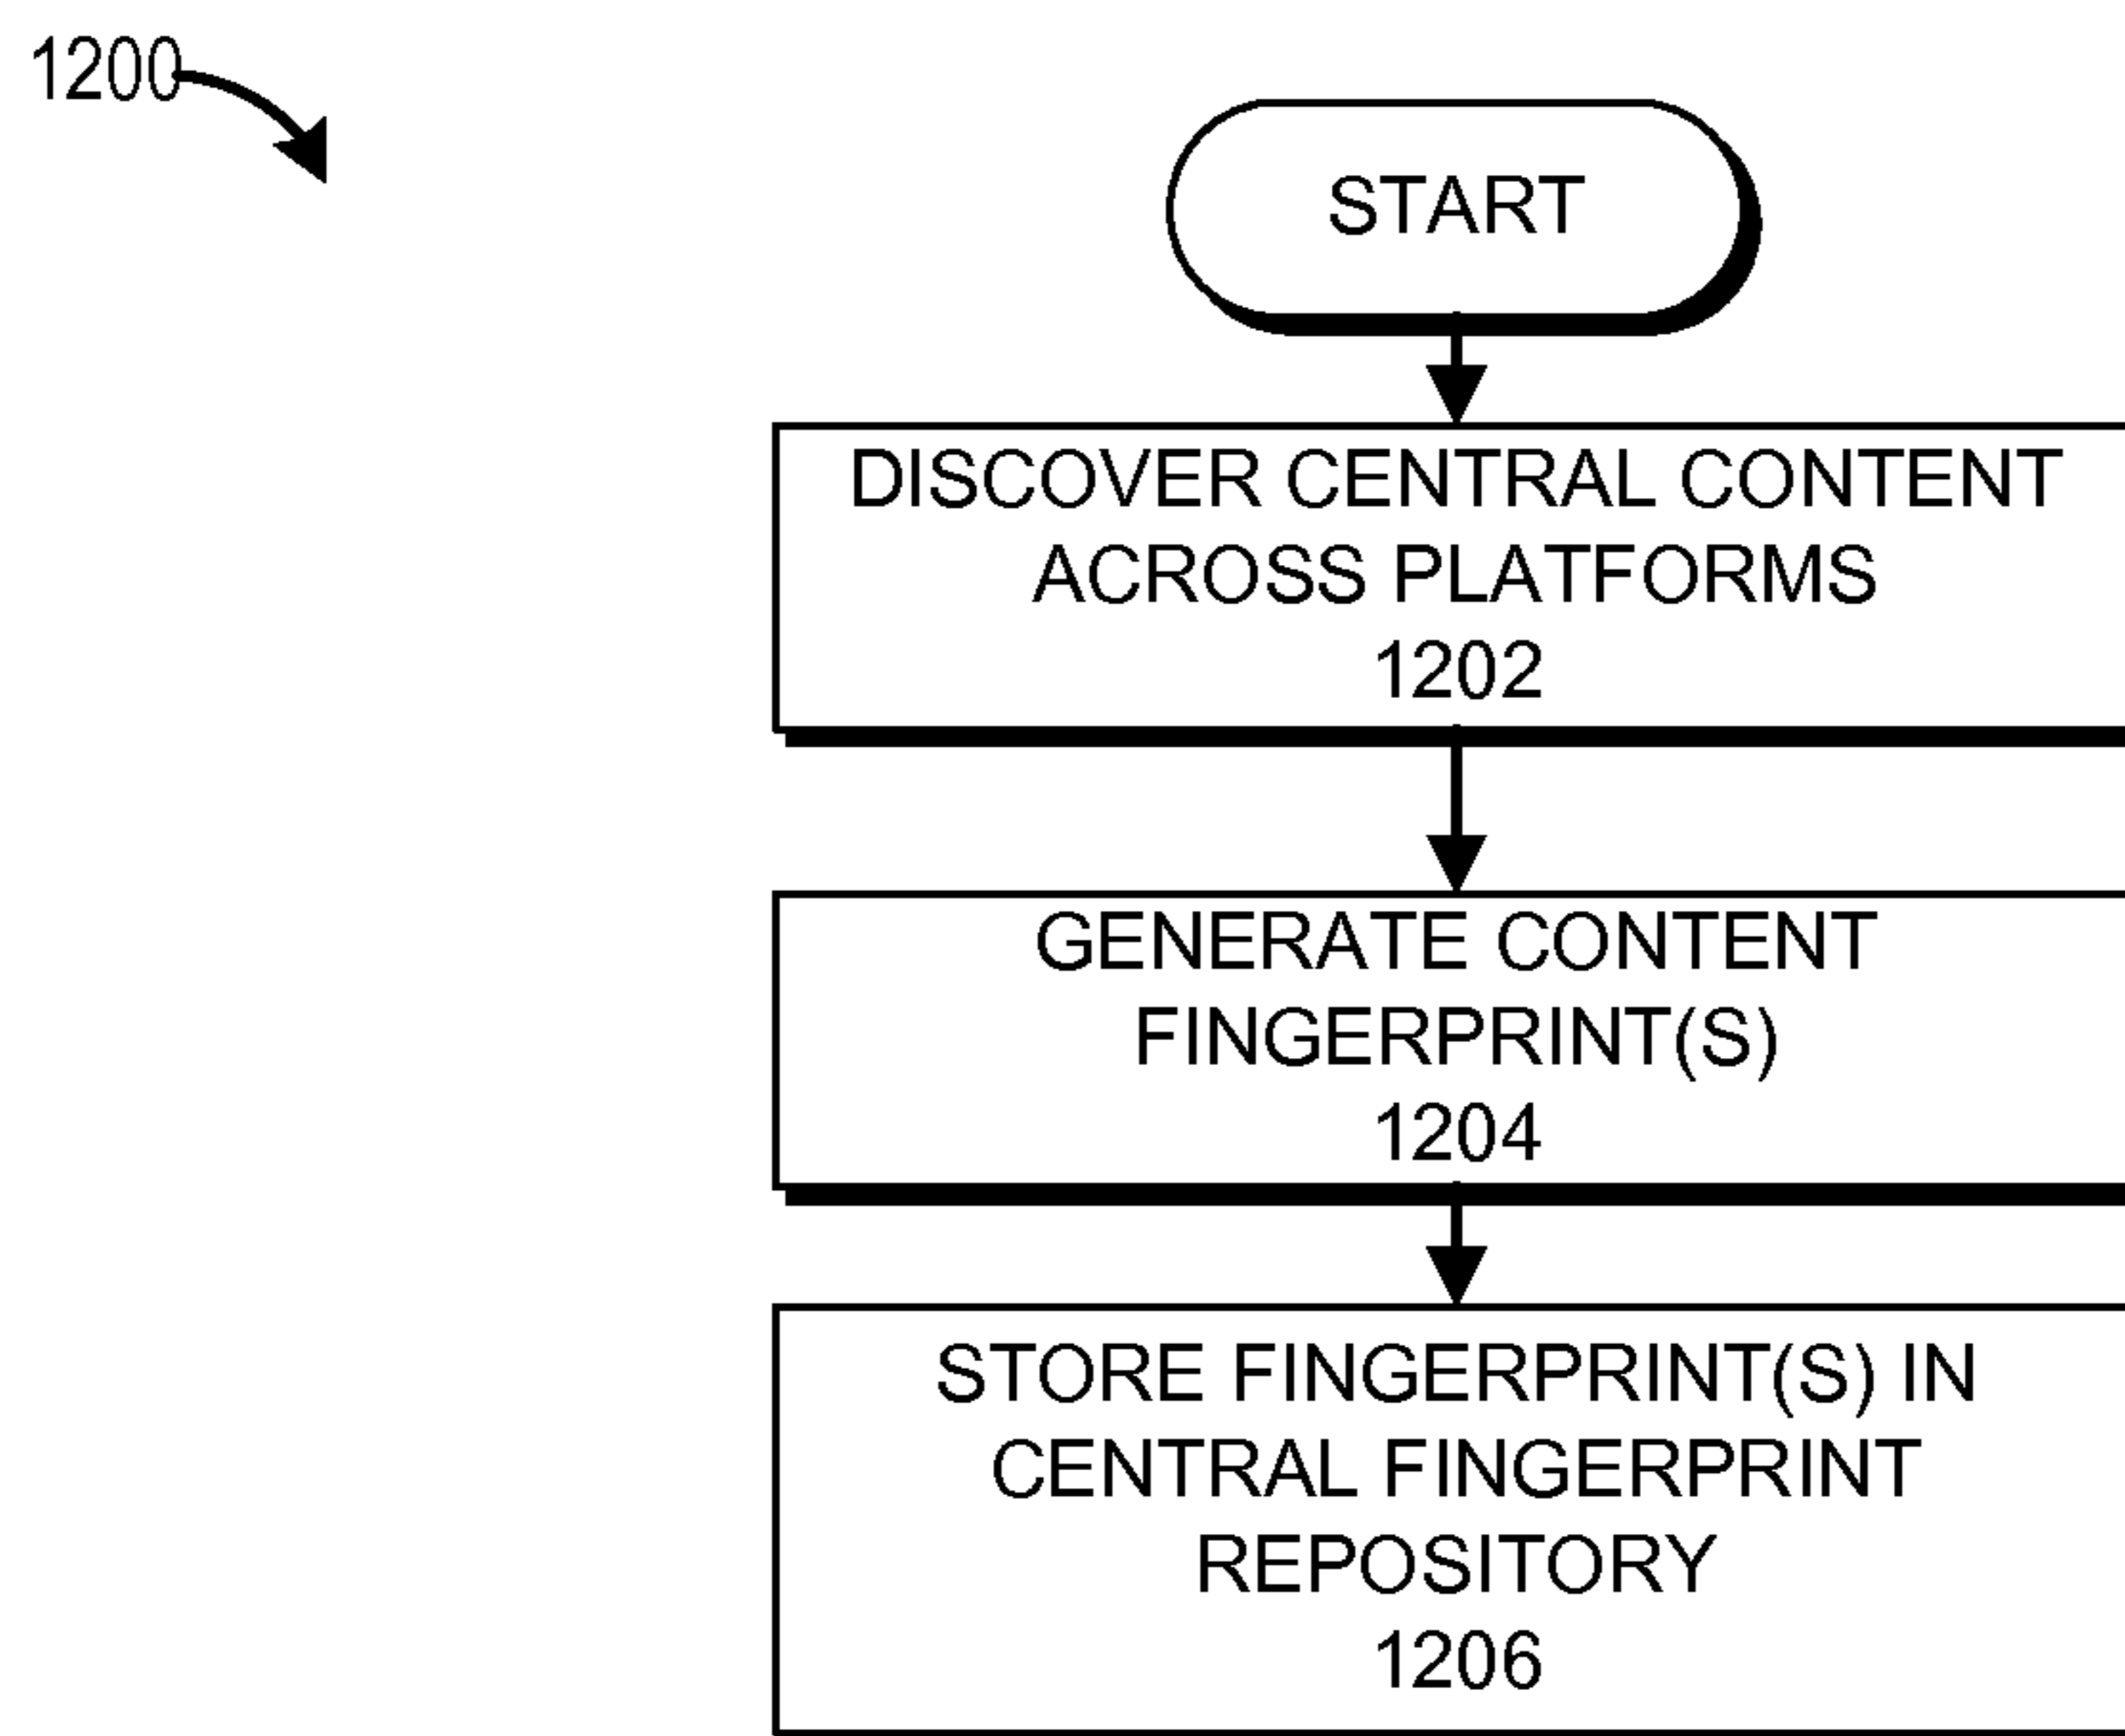 1200
START
DISCOVER CENTRAL CONTENT
ACROSS PLATFORMS
1202
GENERATE CONTENT
FINGERPRINT(S)
1204
STORE FINGERPRINT(S) IN
CENTRAL FINGERPRINT
REPOSITORY
1206